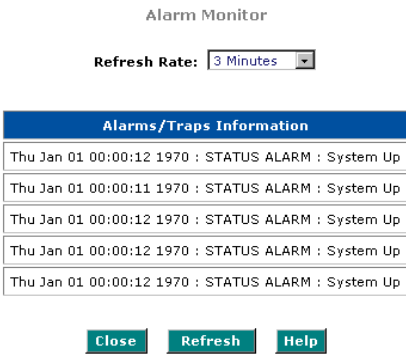 Alarm Monitor
Refresh Rate: 3 Minutes
Alarms/Traps Information
Thu Jan 01 00:00:12 1970 : STATUS ALARM : System Up
Thu Jan 01 00:00:11 1970 : STATUS ALARM : System Up
Thu Jan 01 00:00:12 1970 : STATUS ALARM : System Up
Thu Jan 01 00:00:12 1970 : STATUS ALARM : System Up
Thu Jan 01 00:00:12 1970 : STATUS ALARM : System Up
Close Refresh Help